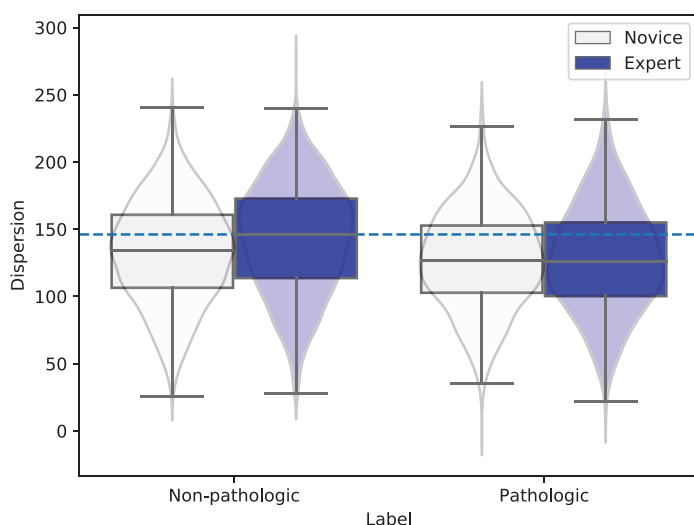 300
250
200
150
100
50
0
Dispersion
Novice
Expert
Non-pathologic
Pathologic
Label